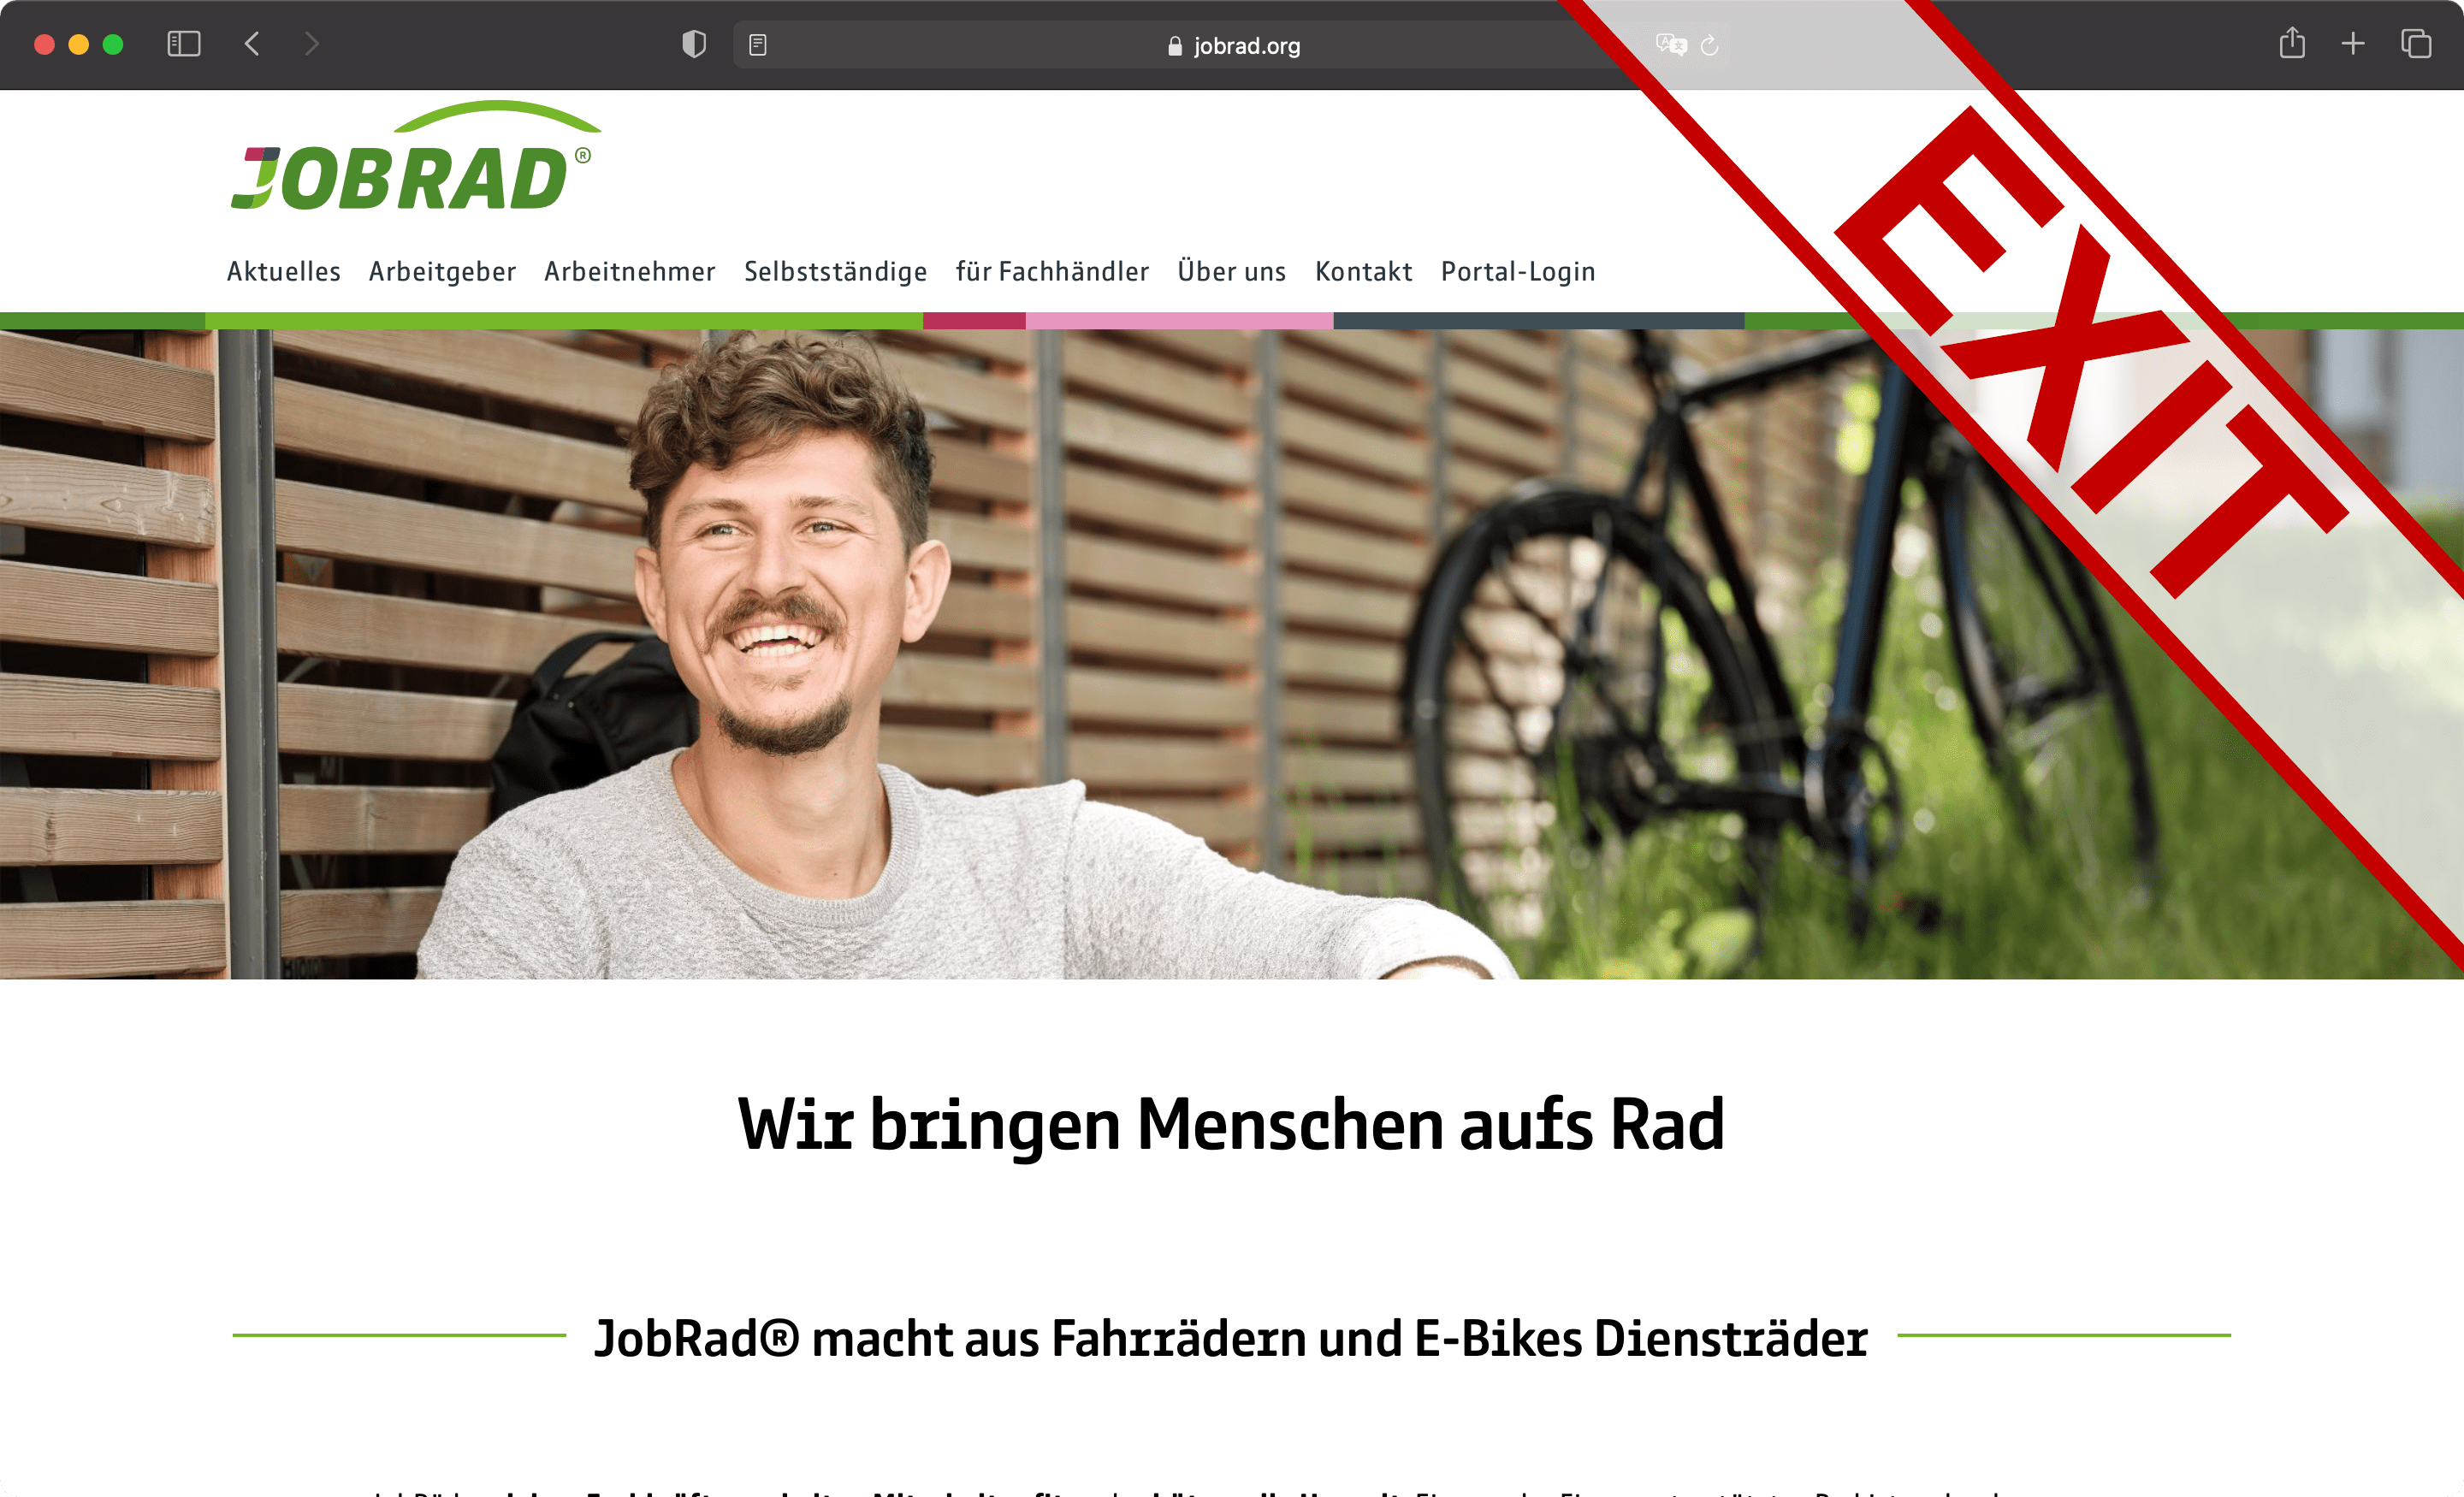 jobrad.org
JOBRAD®
Aktuelles Arbeitgeber Arbeitnehmer Selbstständige für Fachhändler Über uns Kontakt Portal-Login
EXIT
Wir bringen Menschen aufs Rad
JobRad® macht aus Fahrrädern und E-Bikes Diensträder